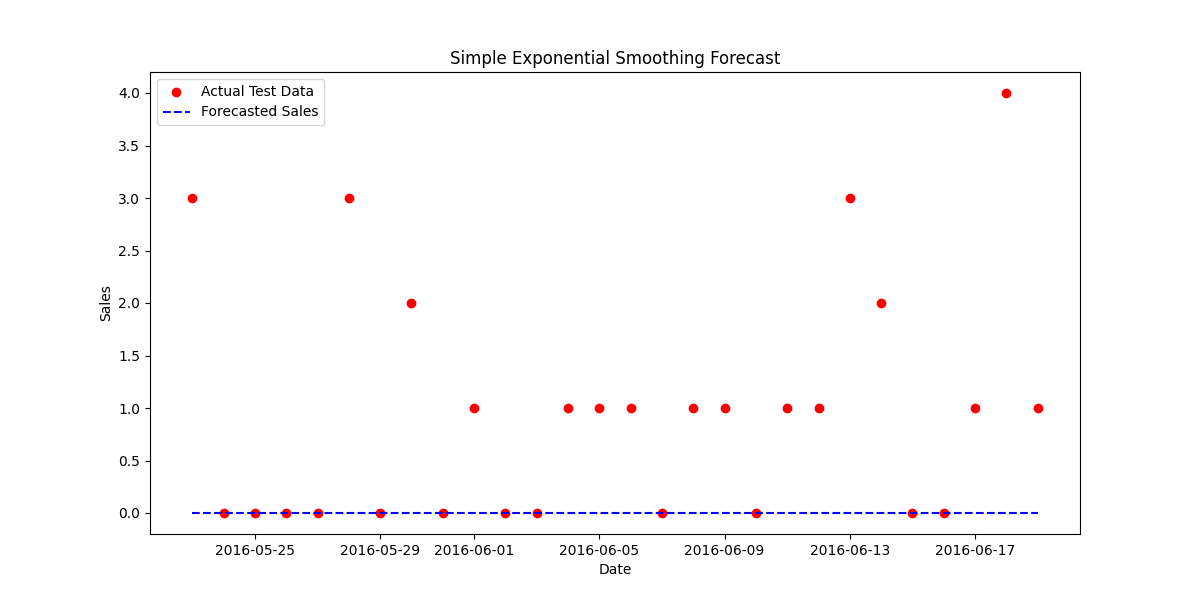 Simple Exponential Smoothing Forecast
Actual Test Data
Forecasted Sales
4.0
3.5
3.0
2.5
2.0
1.5
1.0
0.5
0.0
Sales
2016-05-25 2016-05-29 2016-06-01 2016-06-05 2016-06-09 2016-06-13 2016-06-17
Date